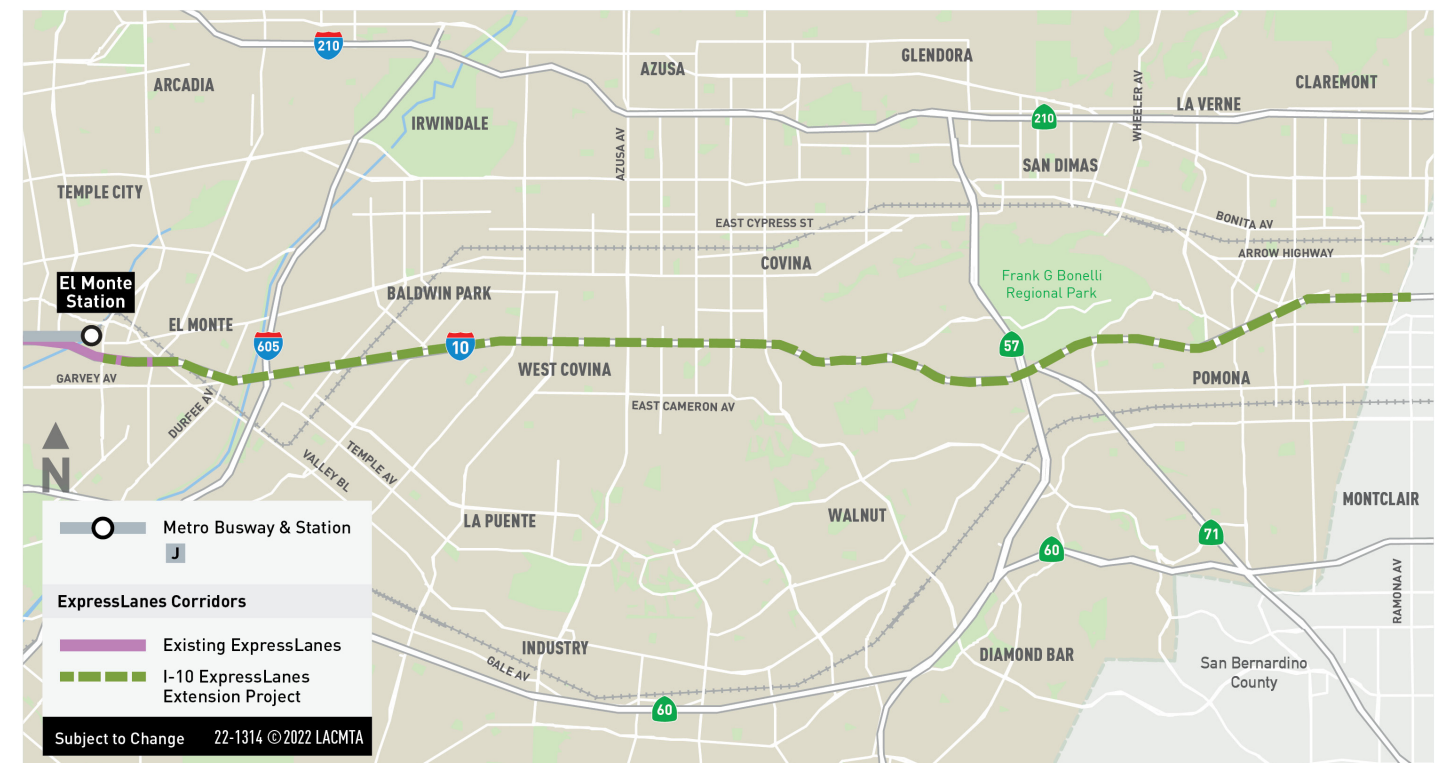 210
GLENDORA
AZUSA
CLAREMONT
ARCADIA
LA VERNE
WHEELER AV
IRWINDALE
210
AZUSA AV
SAN DIMAS
TEMPLE CITY
EAST CYPRESS ST
BONITA AV
ARROW HIGHWAY
COVINA
El Monte
Station
BALDWIN PARK
Frank G Bonelli
Regional Park
EL MONTE
605
10
57
WEST COVINA
GARVEY AV
POMONA
DURFEE AV
EAST CAMERON AV
N
VALLEY BL
TEMPLE AV
MONTCLAIR
LA PUENTE
WALNUT
71
60
RAMONA AV
INDUSTRY
DIAMOND BAR
San Bernardino
County
GALE AV
60
Metro Busway & Station
J
ExpressLanes Corridors
Existing ExpressLanes
I-10 ExpressLanes
Extension Project
Subject to Change 22-1314 ©2022 LACMTA